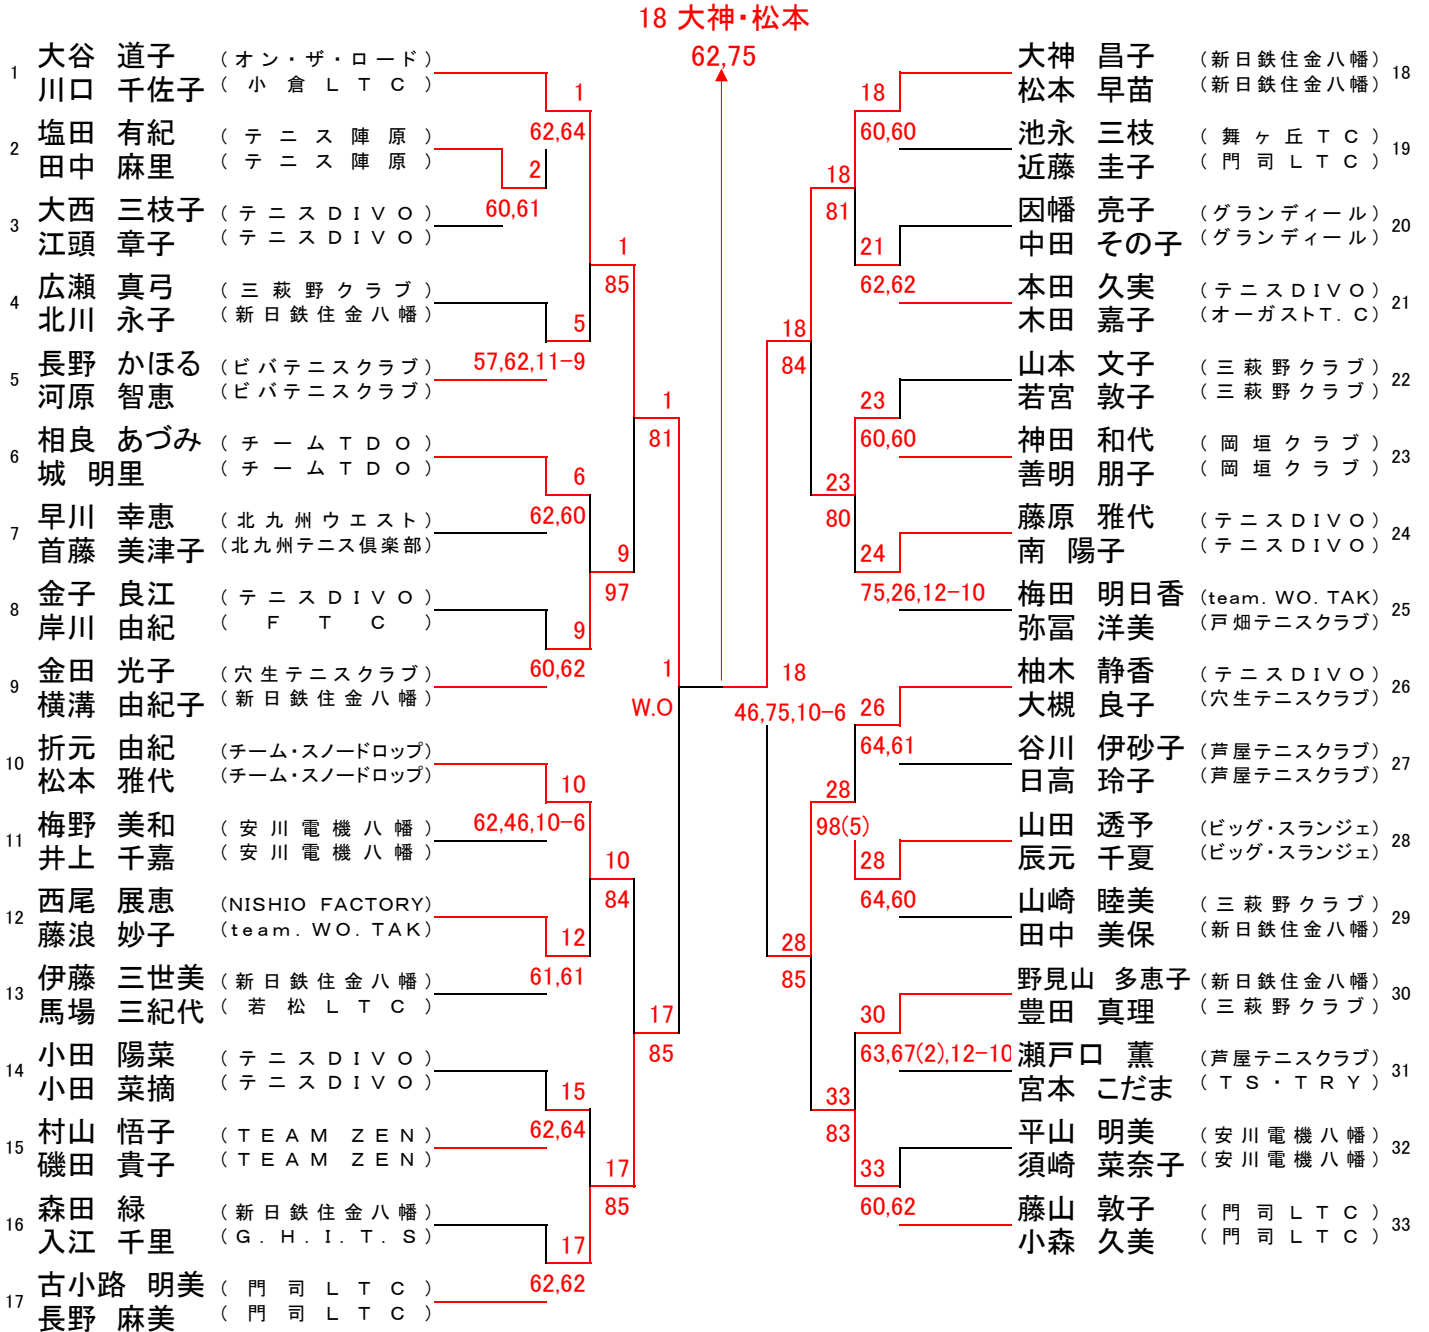 18 大神・松本
62,75
1
大谷 道子 (オン・ザ・ロード)
川口 千佐子 (小倉LTC)
2
塩田 有紀 (テニス陣原)
田中 麻里 (テニス陣原)
3
大西 三枝子 (テニスDIVO)
江頭 章子 (テニスDIVO)
4
広瀬 真弓 (三萩野クラブ)
北川 永子 (新日鉄住金八幡)
5
長野 かほる (ビバテニスクラブ)
河原 智恵 (ビバテニスクラブ)
6
相良 あづみ (チームTDO)
城 明里 (チームTDO)
7
早川 幸恵 (北九州ウエスト)
首藤 美津子 (北九州テニス倶楽部)
8
金子 良江 (テニスDIVO)
岸川 由紀 (FTC)
9
金田 光子 (穴生テニスクラブ)
横溝 由紀子 (新日鉄住金八幡)
10
折元 由紀 (チーム・スノードロップ)
松本 雅代 (チーム・スノードロップ)
11
梅野 美和 (安川電機八幡)
井上 千嘉 (安川電機八幡)
12
西尾 展恵 (NISHIO FACTORY)
藤浪 妙子 (team. WO. TAK)
13
伊藤 三世美 (新日鉄住金八幡)
馬場 三紀代 (若松LTC)
14
小田 陽菜 (テニスDIVO)
小田 菜摘 (テニスDIVO)
15
村山 悟子 (TEAM ZEN)
磯田 貴子 (TEAM ZEN)
16
森田 緑 (新日鉄住金八幡)
入江 千里 (G.H.I.T.S)
17
古小路 明美 (門司LTC)
長野 麻美 (門司LTC)
1
62,64
2
60,61
5
57,62,11-9
6
62,60
9
60,62
10
62,46,10-6
12
61,61
15
62,64
17
62,62
1
85
9
97
10
84
17
85
1
81
17
85
1
W.O
18
46,75,10-6
18
84
28
85
18
81
23
80
28
98(5)
33
83
18
60,60
21
62,62
23
60,60
24
75,26,12-10
26
64,61
28
64,60
30
63,67(2),12-10
33
60,62
大神 昌子 (新日鉄住金八幡)
松本 早苗 (新日鉄住金八幡)
18
池永 三枝 (舞ヶ丘TC)
近藤 圭子 (門司LTC)
19
因幡 亮子 (グランディール)
中田 その子 (グランディール)
20
本田 久実 (テニスDIVO)
木田 嘉子 (オーガストT.C)
21
山本 文子 (三萩野クラブ)
若宮 敦子 (三萩野クラブ)
22
神田 和代 (岡垣クラブ)
善明 朋子 (岡垣クラブ)
23
藤原 雅代 (テニスDIVO)
南 陽子 (テニスDIVO)
24
梅田 明日香 (team. WO. TAK)
弥冨 洋美 (戸畑テニスクラブ)
25
柚木 静香 (テニスDIVO)
大槻 良子 (穴生テニスクラブ)
26
谷川 伊砂子 (芦屋テニスクラブ)
日高 玲子 (芦屋テニスクラブ)
27
山田 透予 (ビッグ・スランジェ)
辰元 千夏 (ビッグ・スランジェ)
28
山崎 睦美 (三萩野クラブ)
田中 美保 (新日鉄住金八幡)
29
野見山 多恵子 (新日鉄住金八幡)
豊田 真理 (三萩野クラブ)
30
瀬戸口 薫 (芦屋テニスクラブ)
宮本 こだま (TS・TRY)
31
平山 明美 (安川電機八幡)
須崎 菜奈子 (安川電機八幡)
32
藤山 敦子 (門司LTC)
小森 久美 (門司LTC)
33